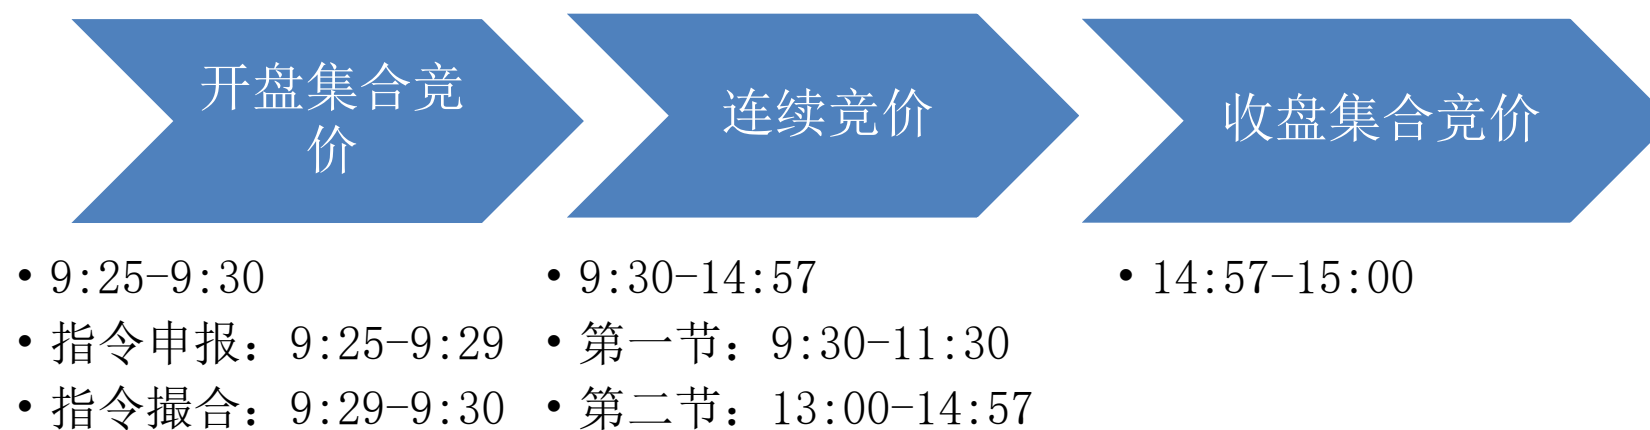 开盘集合竞
价
连续竞价
收盘集合竞价
• 9:25-9:30
• 指令申报：9:25-9:29
• 指令撮合：9:29-9:30
• 9:30-14:57
• 第一节：9:30-11:30
• 第二节：13:00-14:57
• 14:57-15:00